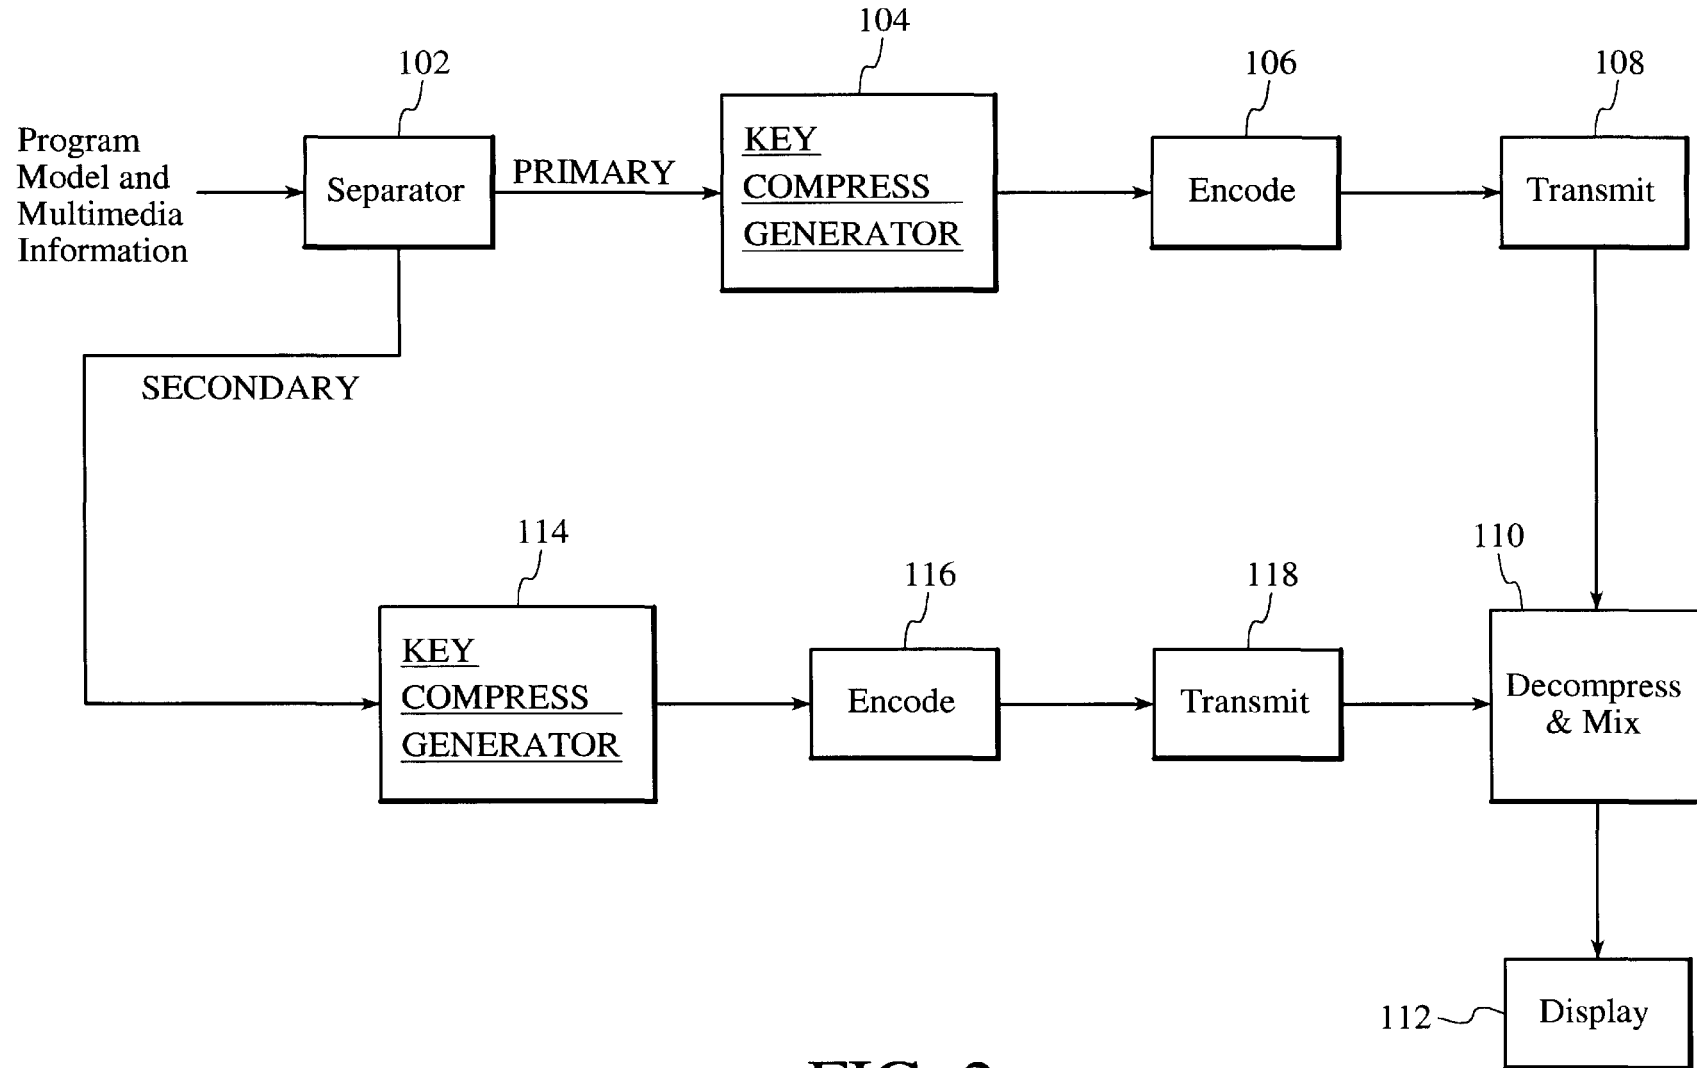 104
102
106
108
Program
Model and
Multimedia
Information
Separator
PRIMARY
KEY
COMPRESS
GENERATOR
Encode
Transmit
SECONDARY
114
116
118
110
KEY
COMPRESS
GENERATOR
Encode
Transmit
Decompress
& Mix
112
Display